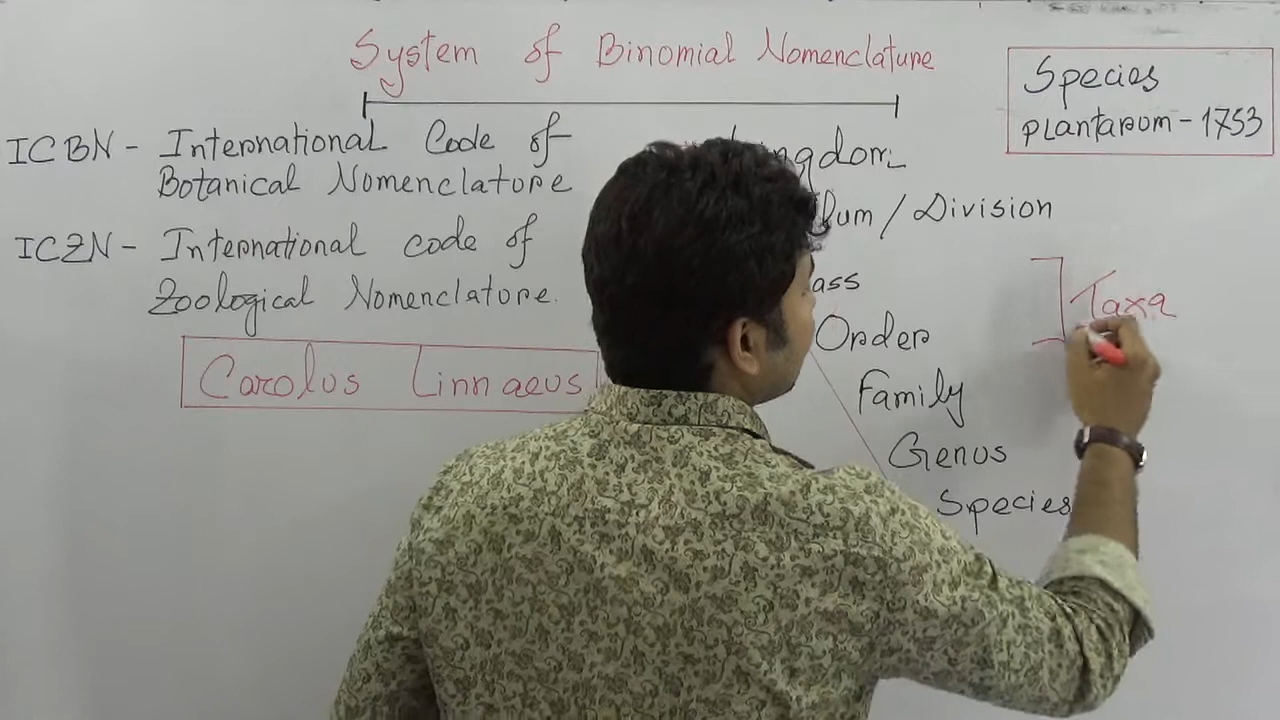 System of Binomial Nomenclature
Species
Plantarum - 1753
ICBN - International Code of
Botanical Nomenclature
ICZN - International code of
Zoological Nomenclature.
Carolus Linnaeus
/ Division
Order
Family
Genus
Species
Taxa